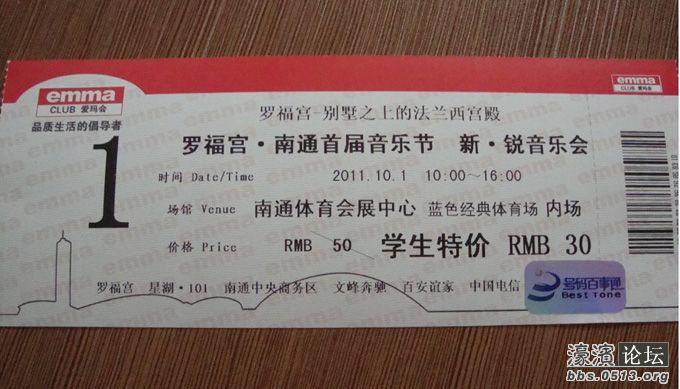 emma
CLUB 爱玛会
品质生活的倡导者
1
emma
CLUB 爱玛会
罗福宫-别墅之上的法兰西宫殿
罗福宫·南通首届音乐节 新·锐音乐会
时间 Date/Time 2011.10.1 10:00～16:00
场馆 Venue 南通体育会展中心 蓝色经典体育场 内场
价格 Price RMB 50 学生特价 RMB 30
罗福宫 星湖·101 南通中央商务区 文峰奔驰 百安谊家 中国电信
号码百事通
Best tone
濠滨论坛
bbs.0513.org